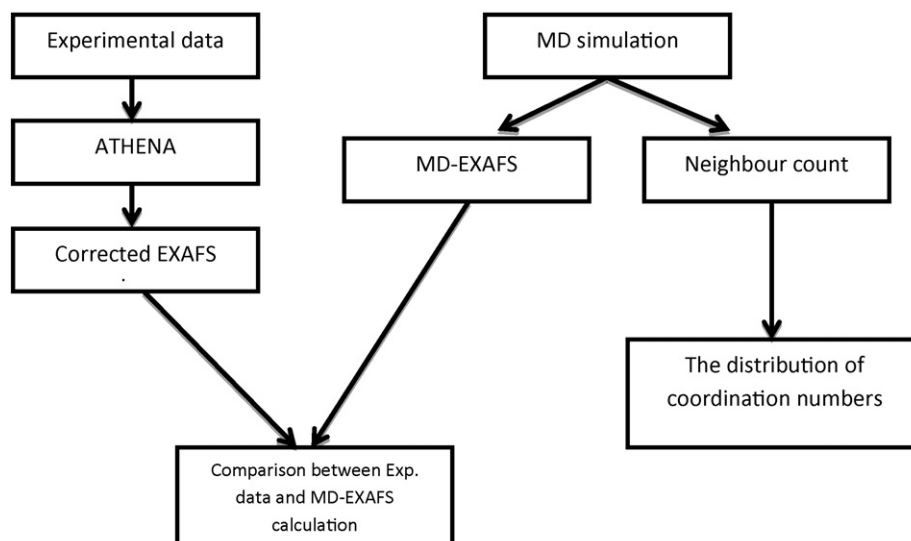 Experimental data
MD simulation
ATHENA
MD-EXAFS
Neighbour count
Corrected EXAFS
.
The distribution of
coordination numbers
Comparison between Exp.
data and MD-EXAFS
calculation